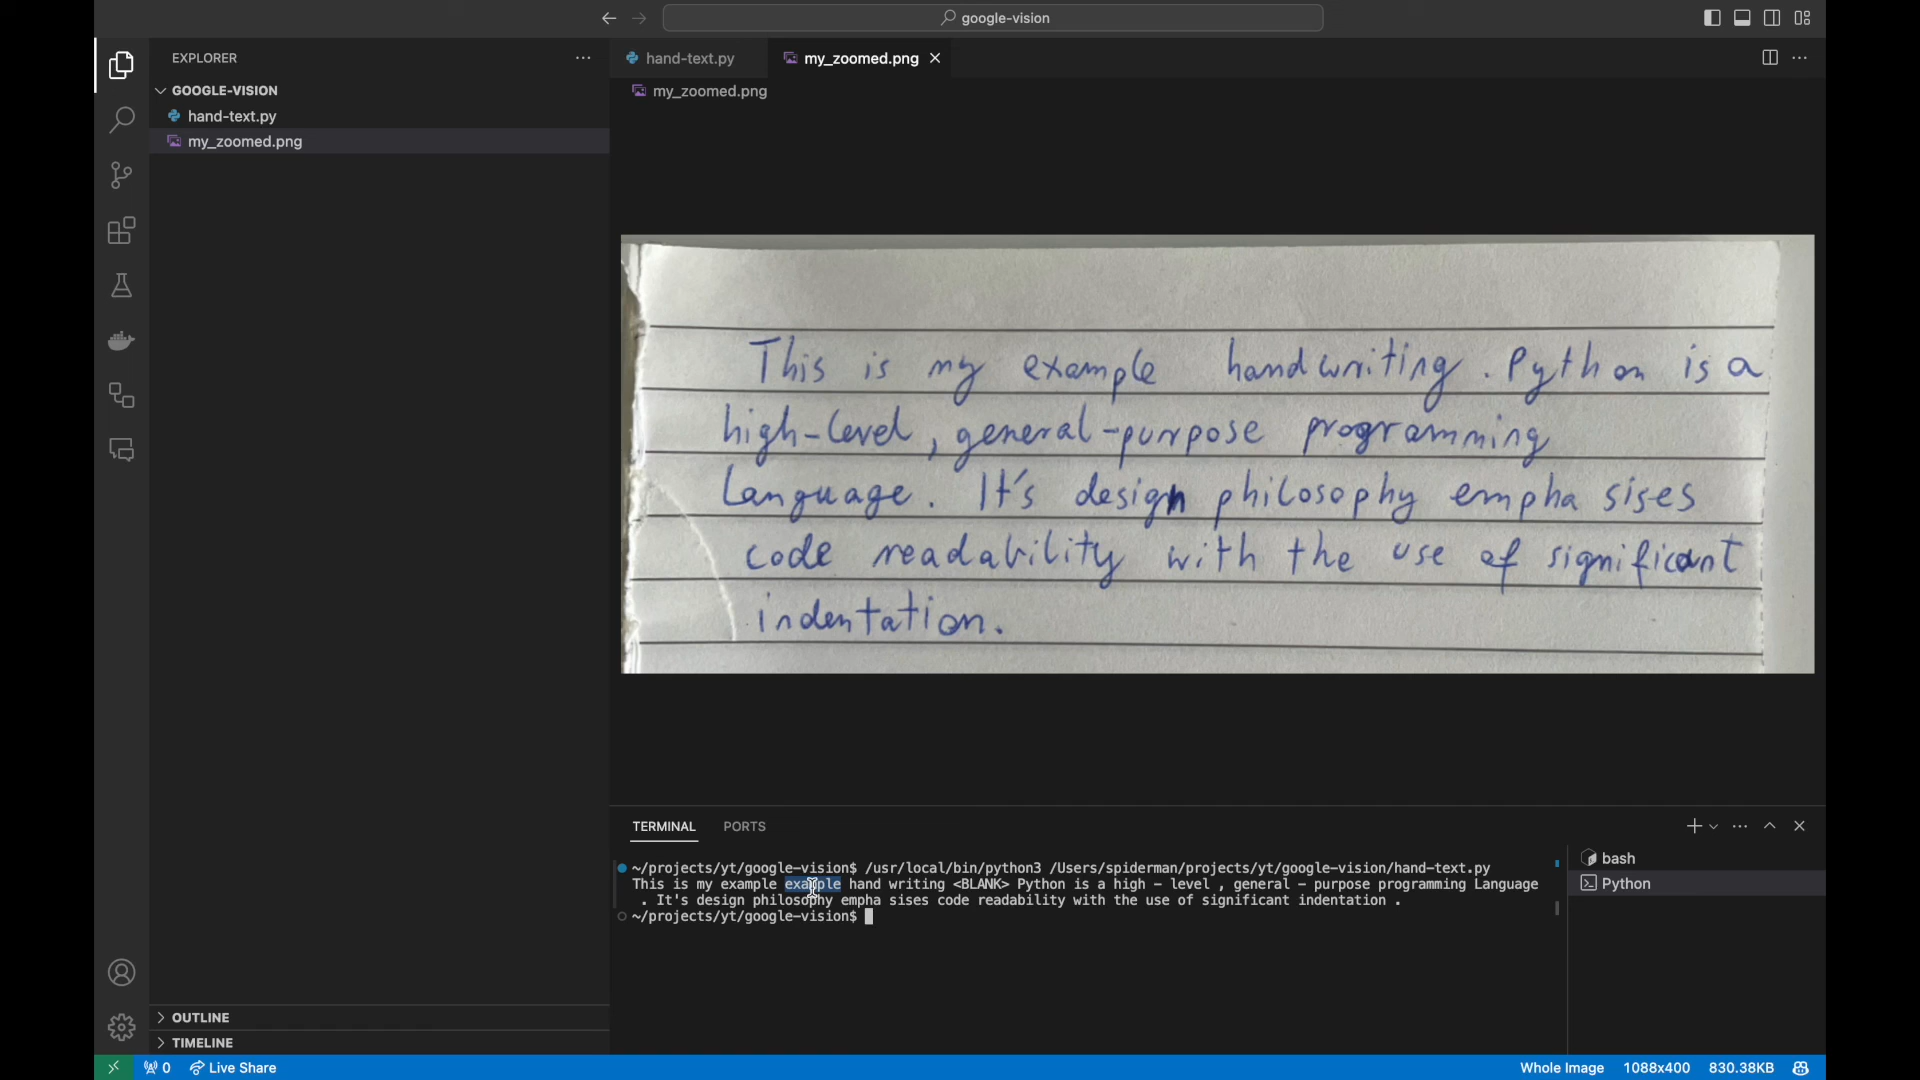 google-vision
EXPLORER
hand-text.py
my_zoomed.png
GOOGLE-VISION
my_zoomed.png
hand-text.py
my_zoomed.png
This is my example handwriting. Python is a
high-level, general-purpose programming
Language. It's design philosophy empha sises
code readability with the use of significant
indentation.
TERMINAL
PORTS
~/projects/yt/google-vision$ /usr/local/bin/python3 /Users/spiderman/projects/yt/google-vision/hand-text.py
This is my example example hand writing <BLANK> Python is a high - level , general - purpose programming Language
. It's design philosophy empha sises code readability with the use of significant indentation .
~/projects/yt/google-vision$
bash
Python
OUTLINE
TIMELINE
0
Live Share
Whole Image
1088x400
830.38KB